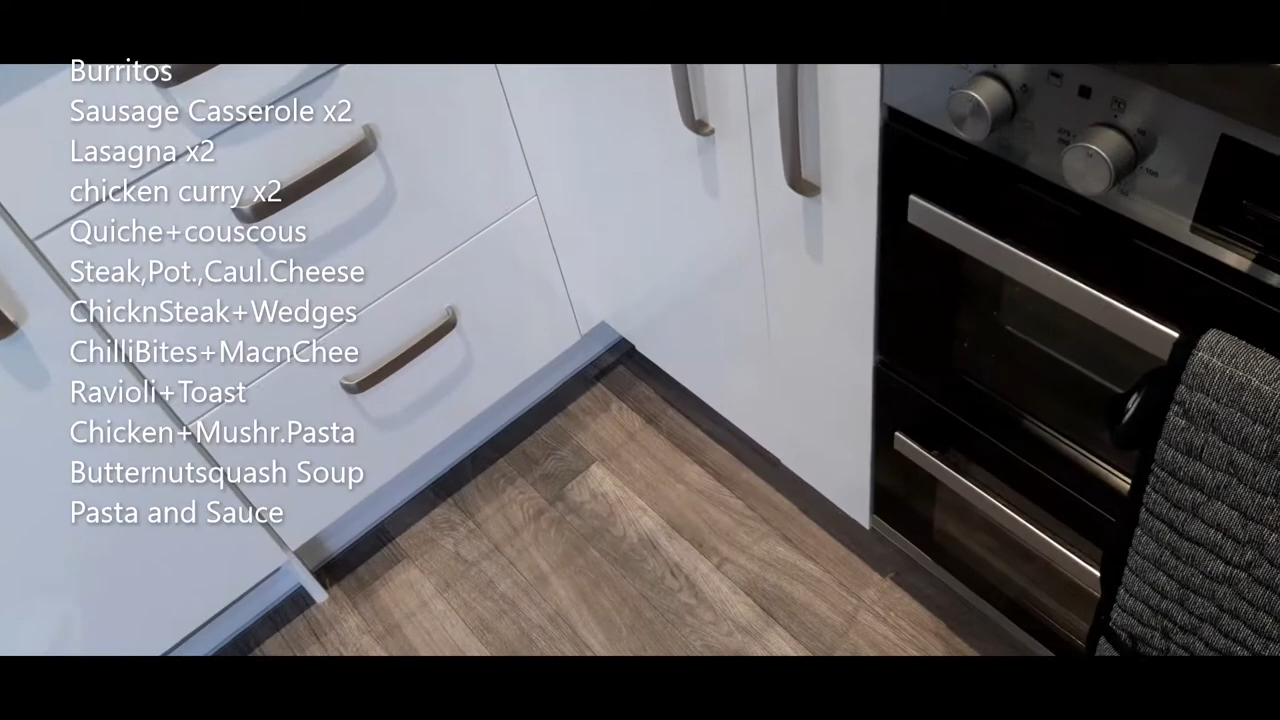 Burritos
Sausage Casserole x2
Lasagna x2
chicken curry x2
Quiche+couscous
Steak,Pot.,Caul.Cheese
ChicknSteak+Wedges
ChilliBites+MacnChee
Ravioli+Toast
Chicken+Mushr.Pasta
Butternutsquash Soup
Pasta and Sauce